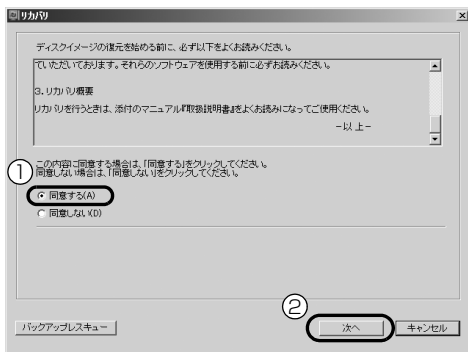 リカバリ
ディスクイメージの復元を始める前に、必ず以下をよくお読みください。
ていただいております。それらのソフトウェアを使用する前に必ずお読みください。
3. リカバリ概要
リカバリを行うときは、添付のマニュアル『取扱説明書』をよくお読みになってご使用ください。
－以 上－
この内容に同意する場合は、「同意する」をクリックしてください。
同意しない場合は、「同意しない」をクリックしてください。
①
同意する(A)
同意しない(D)
②
バックアップレスキュー
次へ
キャンセル